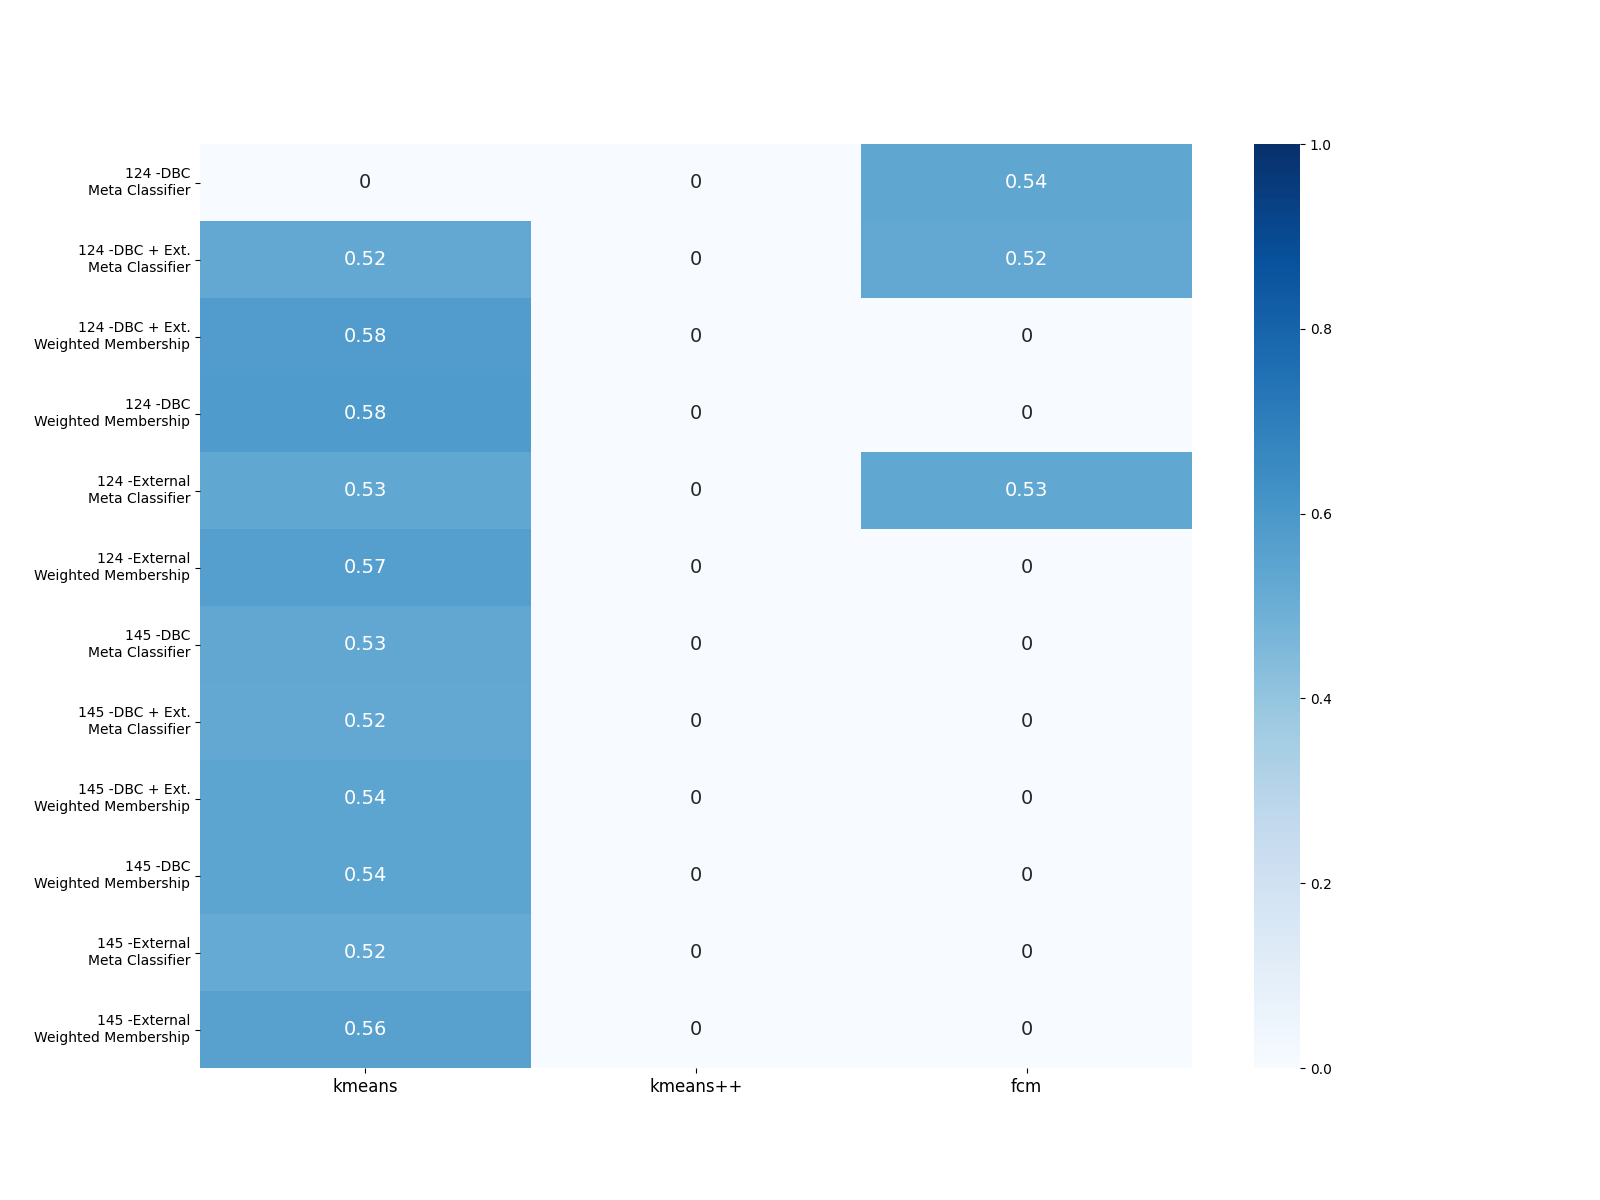 124 -DBC
Meta Classifier
0
0
0.54
124 -DBC + Ext.
Meta Classifier
0.52
0
0.52
124 -DBC + Ext.
Weighted Membership
0.58
0
0
124 -DBC
Weighted Membership
0.58
0
0
124 -External
Meta Classifier
0.53
0
0.53
124 -External
Weighted Membership
0.57
0
0
145 -DBC
Meta Classifier
0.53
0
0
145 -DBC + Ext.
Meta Classifier
0.52
0
0
145 -DBC + Ext.
Weighted Membership
0.54
0
0
145 -DBC
Weighted Membership
0.54
0
0
145 -External
Meta Classifier
0.52
0
0
145 -External
Weighted Membership
0.56
0
0
kmeans
kmeans++
fcm
1.0
0.8
0.6
0.4
0.2
0.0